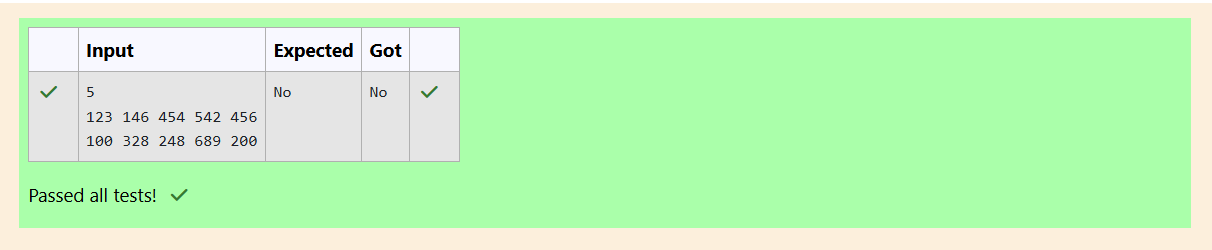 Input Expected Got
5 No No
123 146 454 542 456
100 328 248 689 200
Passed all tests!